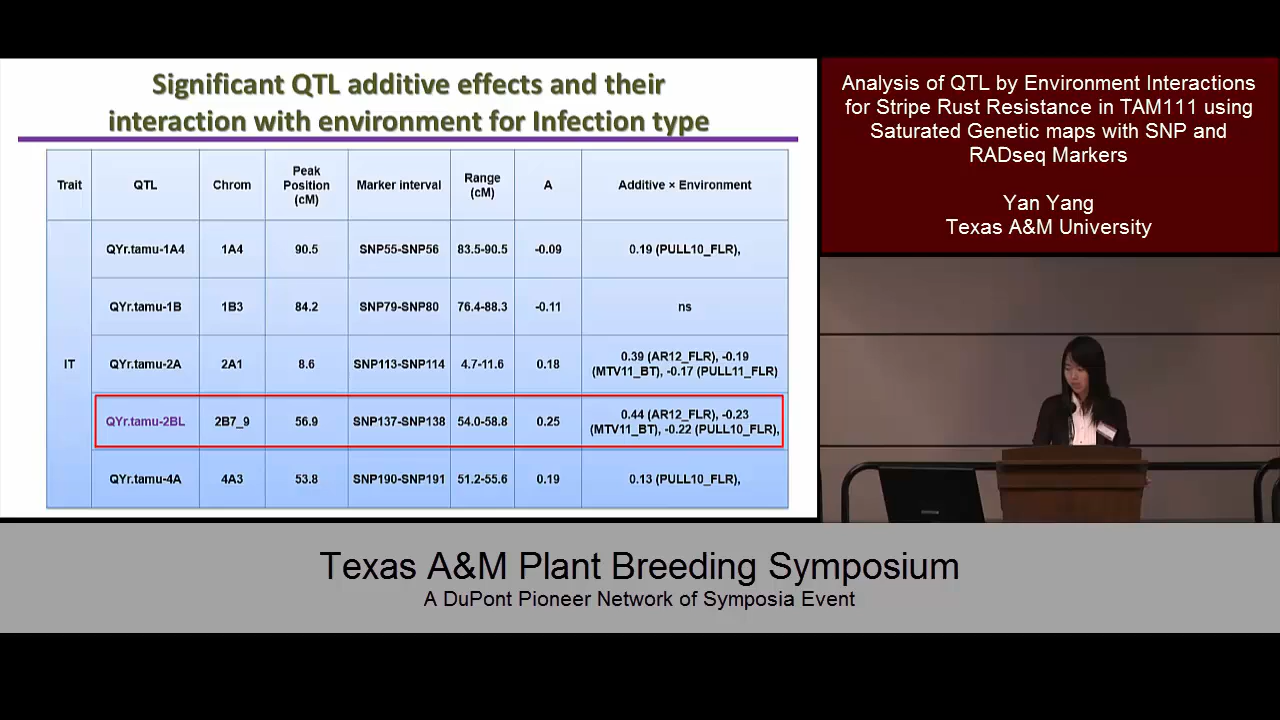 Significant QTL additive effects and their
interaction with environment for Infection type
Trait QTL Chrom Peak Position (cM) Marker interval Range (cM) A Additive × Environment
IT
QYr.tamu-1A4 1A4 90.5 SNP55-SNP56 83.5-90.5 -0.09 0.19 (PULL10_FLR),
QYr.tamu-1B 1B3 84.2 SNP79-SNP80 76.4-88.3 -0.11 ns
QYr.tamu-2A 2A1 8.6 SNP113-SNP114 4.7-11.6 0.18 0.39 (AR12_FLR), -0.19 (MTV11_BT), -0.17 (PULL11_FLR)
QYr.tamu-2BL 2B7_9 56.9 SNP137-SNP138 54.0-58.8 0.25 0.44 (AR12_FLR), -0.23 (MTV11_BT), -0.22 (PULL10_FLR),
QYr.tamu-4A 4A3 53.8 SNP190-SNP191 51.2-55.6 0.19 0.13 (PULL10_FLR),
Analysis of QTL by Environment Interactions
for Stripe Rust Resistance in TAM111 using
Saturated Genetic maps with SNP and
RADseq Markers
Yan Yang
Texas A&M University
Texas A&M Plant Breeding Symposium
A DuPont Pioneer Network of Symposia Event